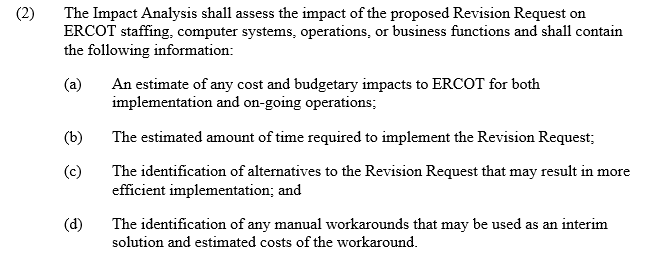 (2) The Impact Analysis shall assess the impact of the proposed Revision Request on
ERCOT staffing, computer systems, operations, or business functions and shall contain
the following information:
(a) An estimate of any cost and budgetary impacts to ERCOT for both
implementation and on-going operations;
(b) The estimated amount of time required to implement the Revision Request;
(c) The identification of alternatives to the Revision Request that may result in more
efficient implementation; and
(d) The identification of any manual workarounds that may be used as an interim
solution and estimated costs of the workaround.